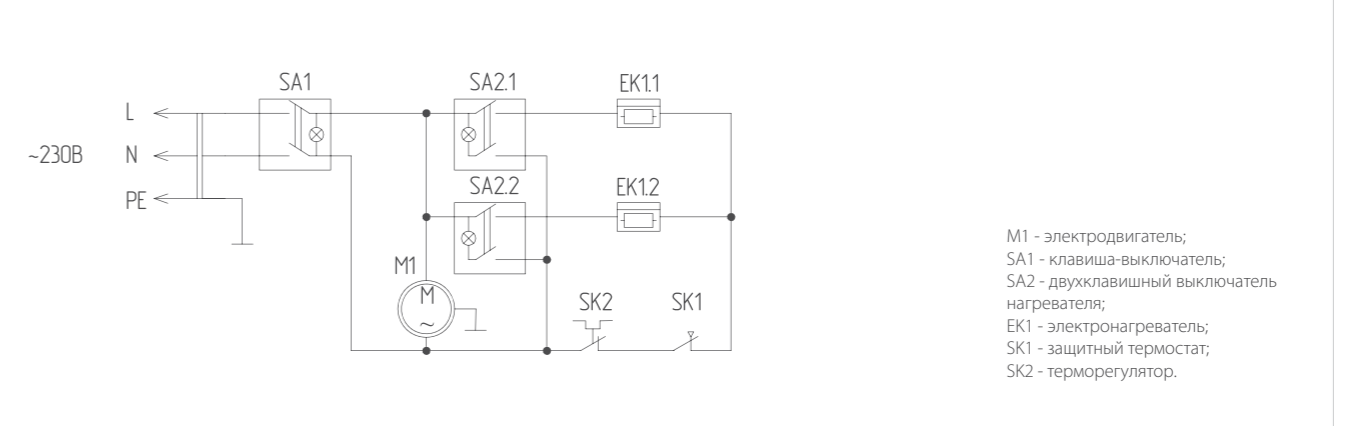 SA1
SA2.1
EK1.1
L
~230В
N
PE
SA2.2
EK1.2
M1
M
~
SK2
SK1
M1 - электродвигатель;
SA1 - клавиша-выключатель;
SA2 - двухклавишный выключатель
нагревателя;
EK1 - электронагреватель;
SK1 - защитный термостат;
SK2 - терморегулятор.